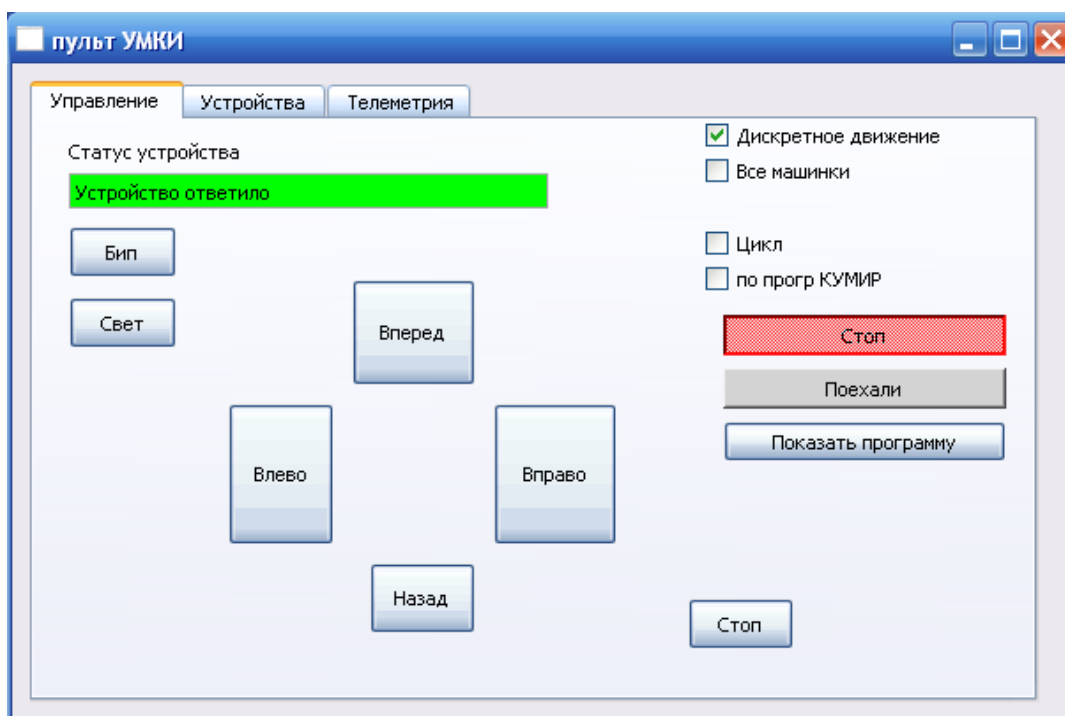 пульт УМКИ
Управление
Устройства
Телеметрия
Статус устройства
Устройство ответило
Дискретное движение
Все машинки
Бип
Цикл
по прогр КУМИР
Свет
Вперед
Стоп
Поехали
Показать программу
Влево
Вправо
Назад
Стоп